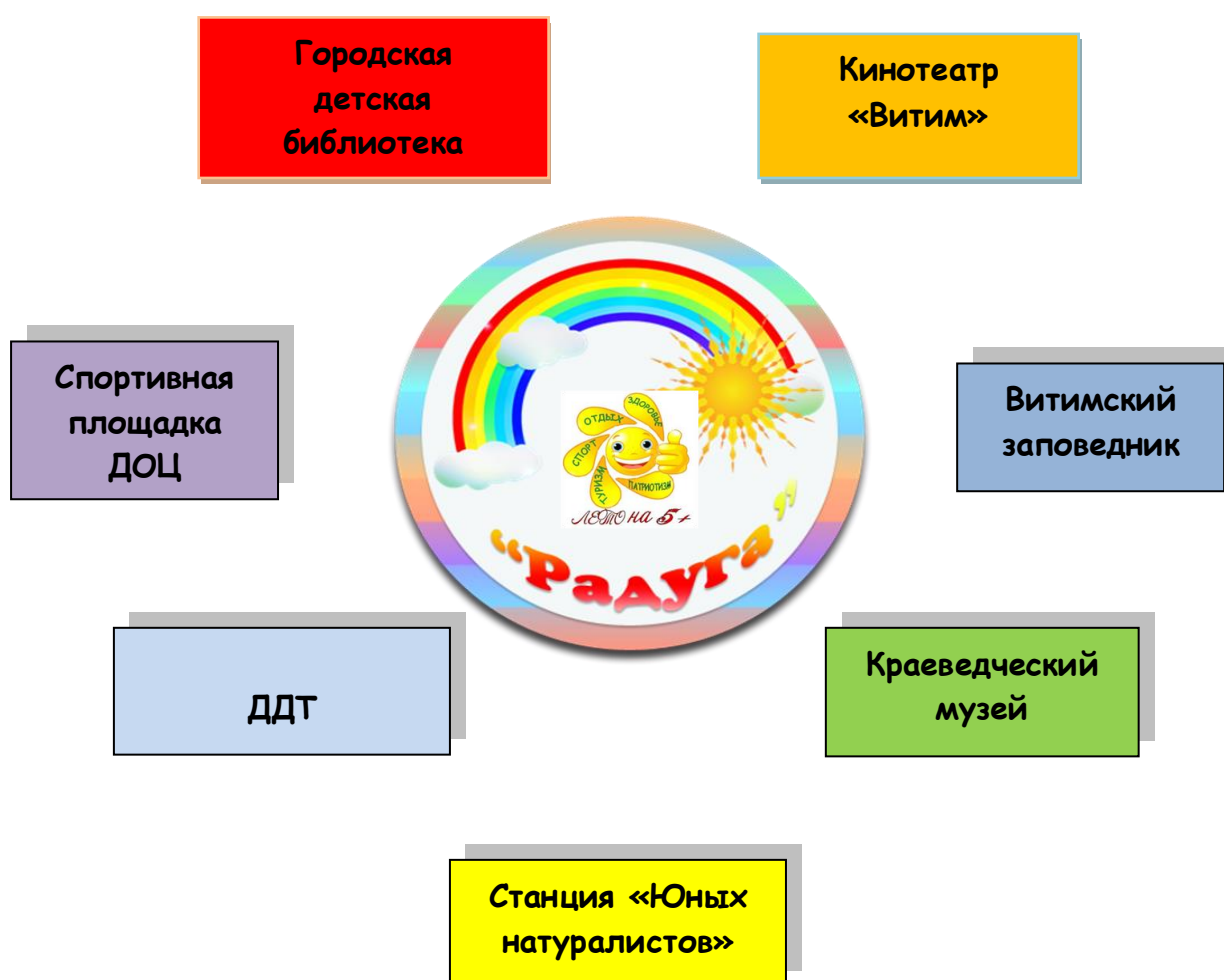 Городская
детская
библиотека
Кинотеатр
«Витим»
Спортивная
площадка
ДОЦ
Витимский
заповедник
ОТДЫХ
ЗДОРОВЬЕ
СПОРТ
ТУРИЗМ
ПАТРИОТИЗМ
ЛЕТО НА 5+
“Радуга”
ДДТ
Краеведческий
музей
Станция «Юных
натуралистов»